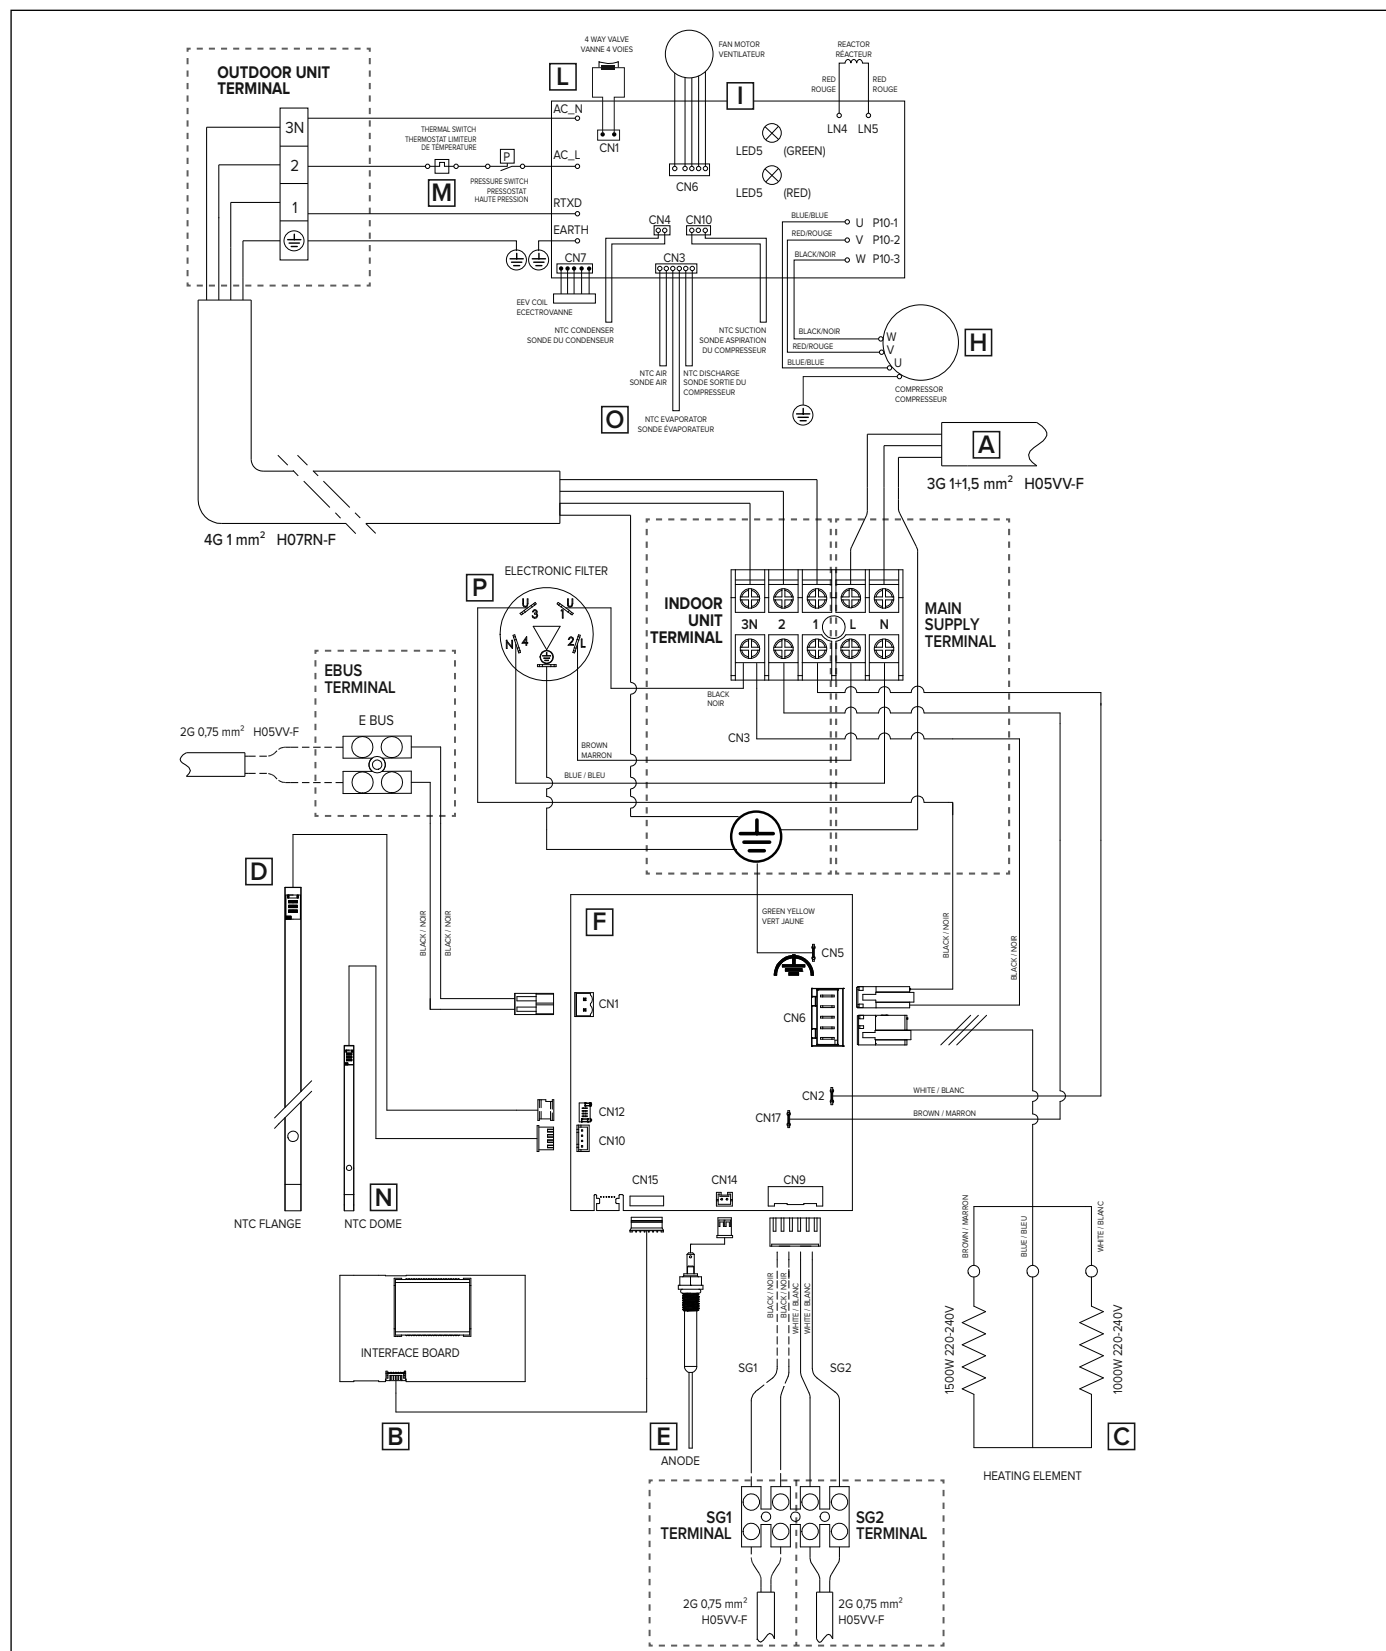 4 WAY VALVE
VANNE 4 VOIES
FAN MOTOR
VENTILATEUR
REACTOR
RÉACTEUR
OUTDOOR UNIT
TERMINAL
L
I
RED
ROUGE
RED
ROUGE
AC_N
3N
CN1
LN4
LN5
THERMAL SWITCH
THERMOSTAT LIMITEUR
DE TÉMPÉRATURE
LED5 (GREEN)
AC_L
P
2
M
PRESSURE SWITCH
PRESSOSTAT
HAUTE PRESSION
CN6
LED5 (RED)
RTXD
1
BLUE/BLUE
U P10-1
CN4
CN10
EARTH
RED/ROUGE
V P10-2
BLACK/NOIR
W P10-3
CN7
CN3
EEV COIL
ECECTROVANNE
NTC CONDENSER
SONDE DU CONDENSEUR
NTC SUCTION
SONDE ASPIRATION
DU COMPRESSEUR
BLACK/NOIR
RED/ROUGE
BLUE/BLUE
W
V
U
H
NTC AIR
SONDE AIR
NTC DISCHARGE
SONDE SORTIE DU
COMPRESSEUR
COMPRESSOR
COMPRESSEUR
O
NTC EVAPORATOR
SONDE ÉVAPORATEUR
A
3G 1+1,5 mm² H05VV-F
4G 1 mm² H07RN-F
P
ELECTRONIC FILTER
U
3
U
1
N 4
2 L
INDOOR
UNIT
TERMINAL
3N
2
1
L
N
MAIN
SUPPLY
TERMINAL
EBUS
TERMINAL
E BUS
2G 0,75 mm² H05VV-F
BLACK
NOIR
CN3
BROWN
MARRON
BLUE / BLEU
D
F
BLACK / NOIR
BLACK / NOIR
GREEN YELLOW
VERT JAUNE
CN5
BLACK / NOIR
BLACK / NOIR
CN1
CN6
CN2
WHITE / BLANC
CN12
CN17
BROWN / MARRON
CN10
CN15
CN14
CN9
N
NTC FLANGE
NTC DOME
BROWN / MARRON
BLUE / BLEU
WHITE / BLANC
BLACK / NOIR
BLACK / NOIR
WHITE / BLANC
WHITE / BLANC
INTERFACE BOARD
SG1
SG2
1500W 220-240V
1000W 220-240V
B
E
ANODE
C
HEATING ELEMENT
SG1
TERMINAL
SG2
TERMINAL
2G 0,75 mm²
H05VV-F
2G 0,75 mm²
H05VV-F